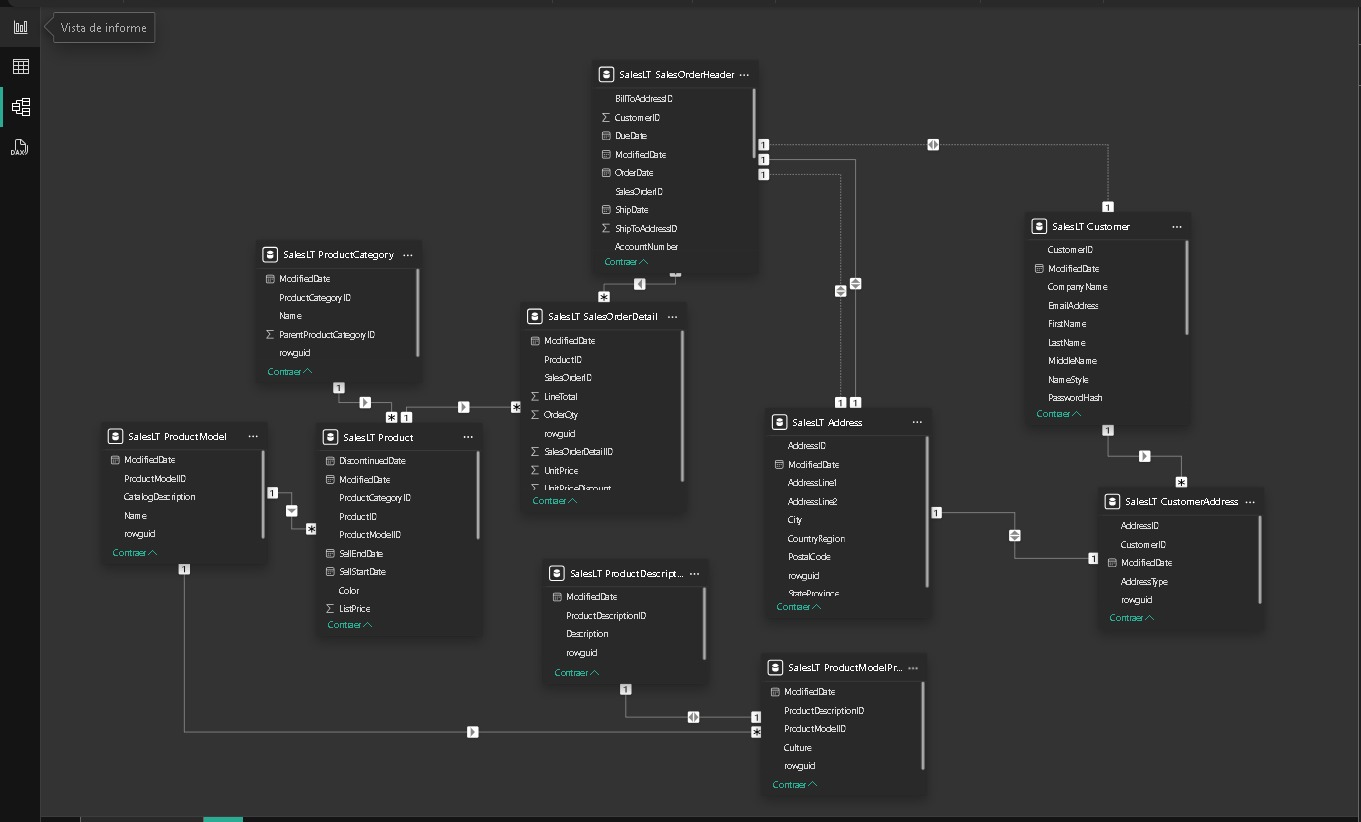 Vista de informe
DAX
SalesLT SalesOrderHeader
BillToAddressID
CustomerID
DueDate
ModifiedDate
OrderDate
SalesOrderID
ShipDate
ShipToAddressID
AccountNumber
Contraer
SalesLT Customer
CustomerID
ModifiedDate
CompanyName
EmailAddress
FirstName
LastName
MiddleName
NameStyle
PasswordHash
Contraer
SalesLT ProductCategory
ModifiedDate
ProductCategoryID
Name
ParentProductCategoryID
rowguid
Contraer
SalesLT SalesOrderDetail
ModifiedDate
ProductID
SalesOrderID
LineTotal
OrderQty
rowguid
SalesOrderDetailID
UnitPrice
UnitPriceDiscount
Contraer
SalesLT ProductModel
ModifiedDate
ProductModelID
CatalogDescription
Name
rowguid
Contraer
SalesLT Product
DiscontinuedDate
ModifiedDate
ProductCategoryID
ProductID
ProductModelID
SellEndDate
SellStartDate
Color
ListPrice
Contraer
SalesLT Address
AddressID
ModifiedDate
AddressLine1
AddressLine2
City
CountryRegion
PostalCode
rowguid
StateProvince
Contraer
SalesLT CustomerAddress
AddressID
CustomerID
ModifiedDate
AddressType
rowguid
Contraer
SalesLT ProductDescript...
ModifiedDate
ProductDescriptionID
Description
rowguid
Contraer
SalesLT ProductModelPr...
ModifiedDate
ProductDescriptionID
ProductModelID
Culture
rowguid
Contraer